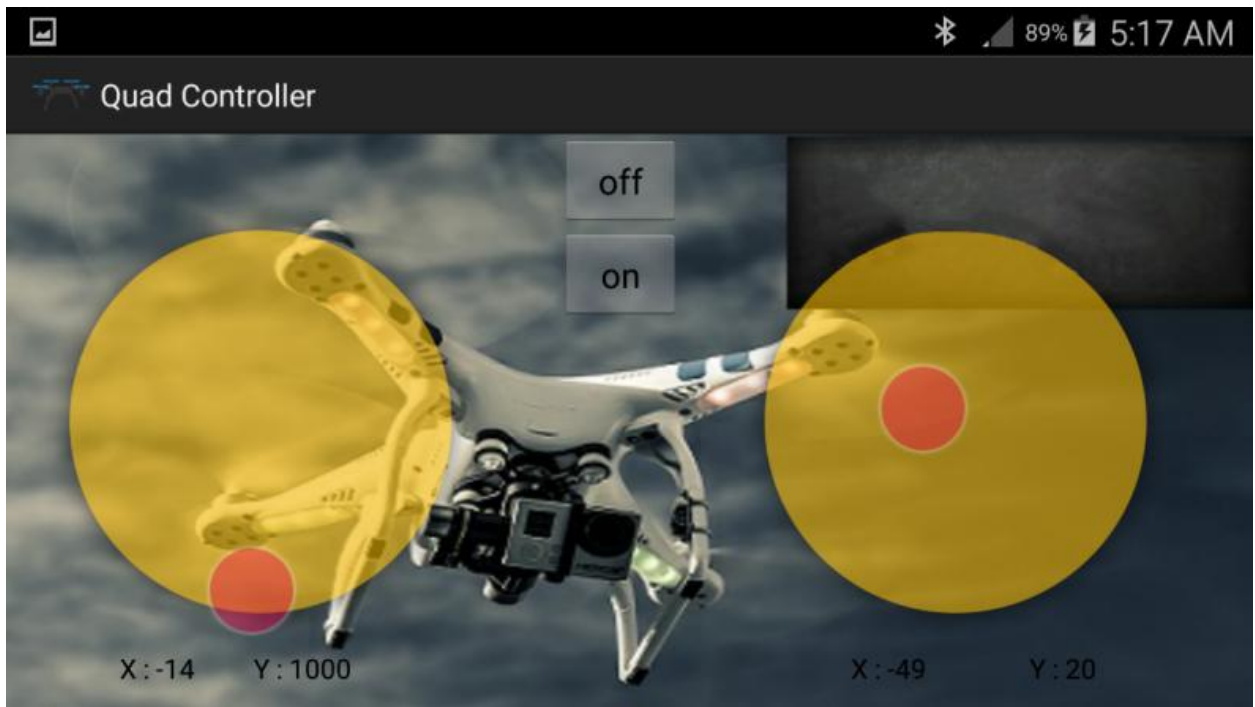 89% 5:17 AM
Quad Controller
off
on
X : -14 Y : 1000 X : -49 Y : 20